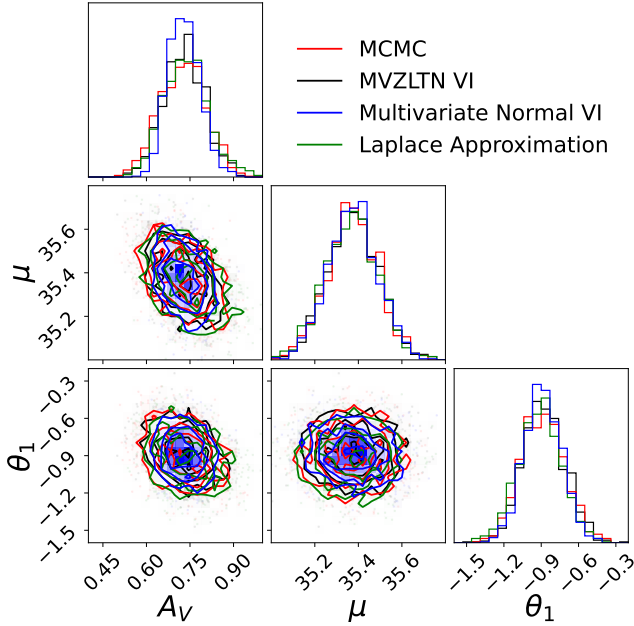 MCMC
MVZLTN VI
Multivariate Normal VI
Laplace Approximation
μ
35.6
35.4
35.2
θ₁
−0.3
−0.6
−0.9
−1.2
−1.5
0.45 0.60 0.75 0.90
35.2 35.4 35.6
−1.5 −1.2 −0.9 −0.6 −0.3
A_V μ θ₁